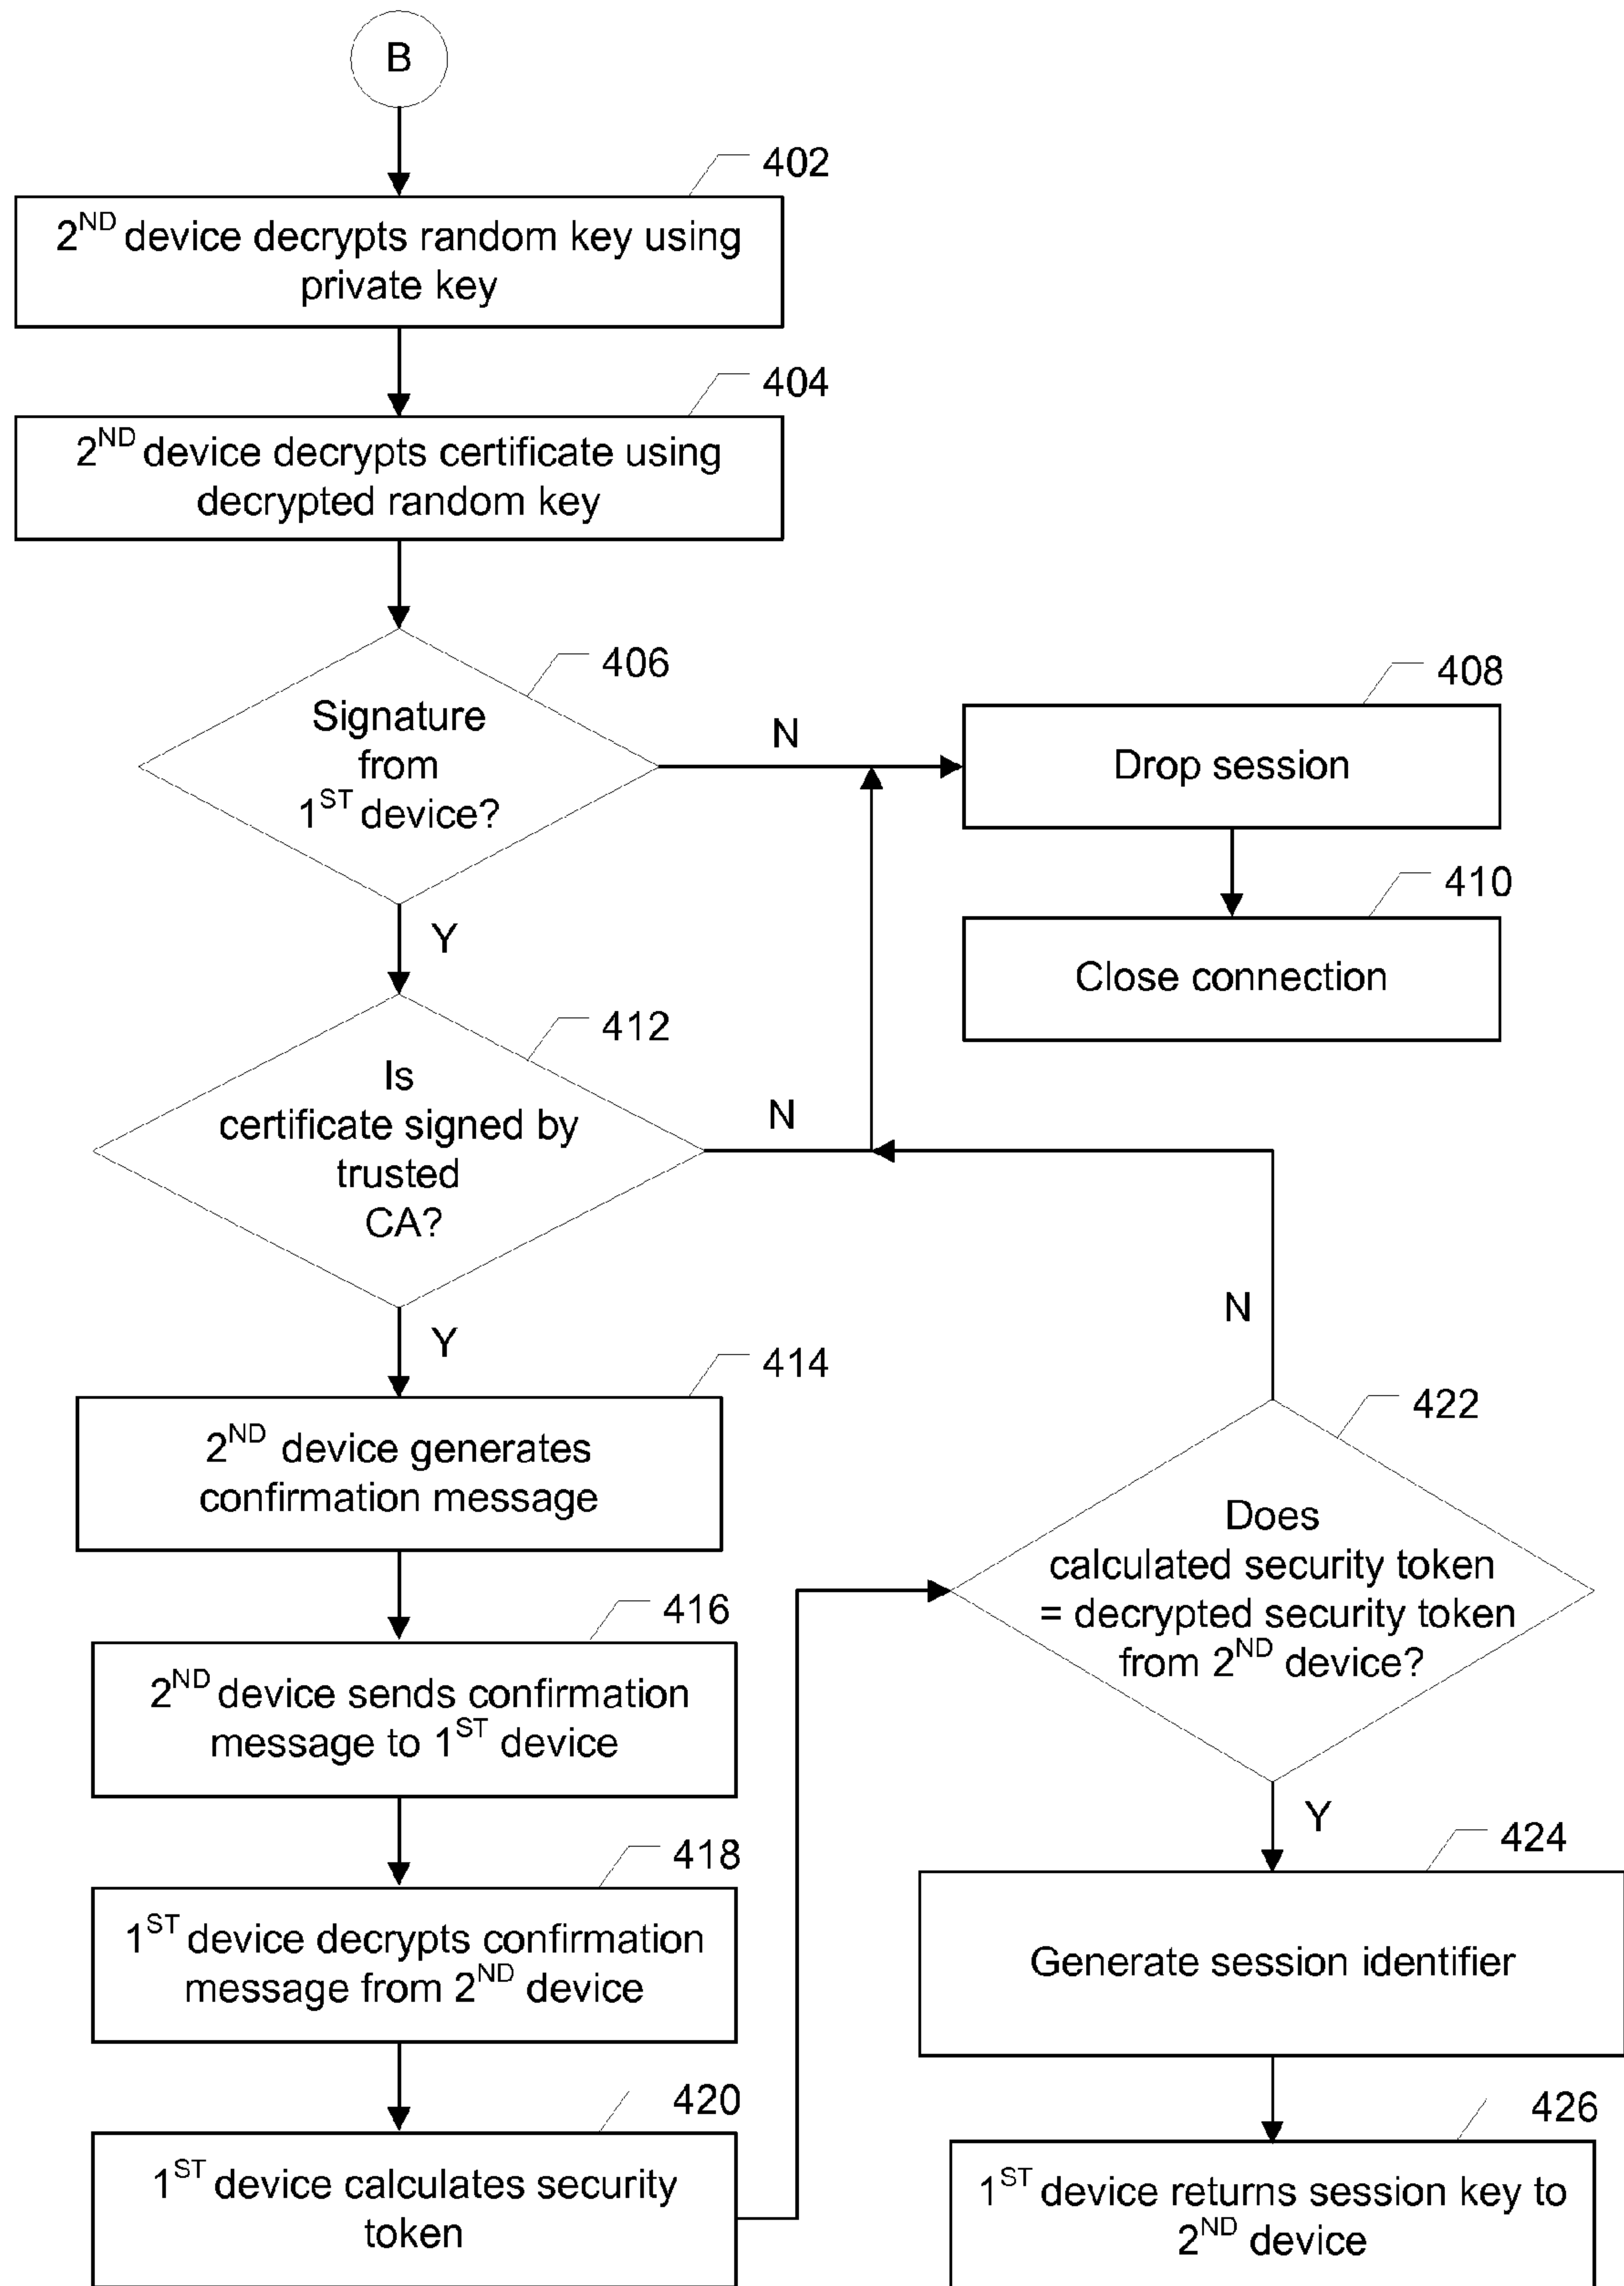 B
402
2ND device decrypts random key using
private key
404
2ND device decrypts certificate using
decrypted random key
406
Signature
from
1ST device?
N
408
Drop session
410
Close connection
Y
412
Is
certificate signed by
trusted
CA?
N
Y
414
2ND device generates
confirmation message
416
2ND device sends confirmation
message to 1ST device
418
1ST device decrypts confirmation
message from 2ND device
420
1ST device calculates security
token
N
422
Does
calculated security token
= decrypted security token
from 2ND device?
Y
424
Generate session identifier
426
1ST device returns session key to
2ND device